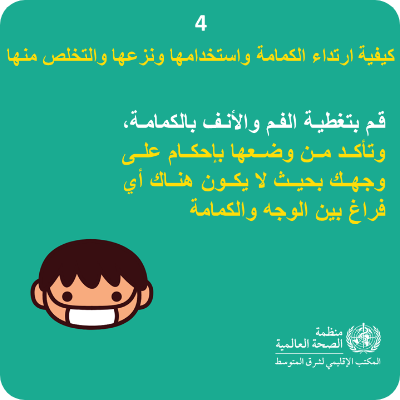 4
كيفية ارتداء الكمامة واستخدامها ونزعها والتخلص منها
قم بتغطية الفم والأنف بالكمامة،
وتأكد من وضعها بإحكام على
وجهك بحيث لا يكون هناك أي
فراغ بين الوجه والكمامة
منظمة
الصحة العالمية
المكتب الإقليمي لشرق المتوسط